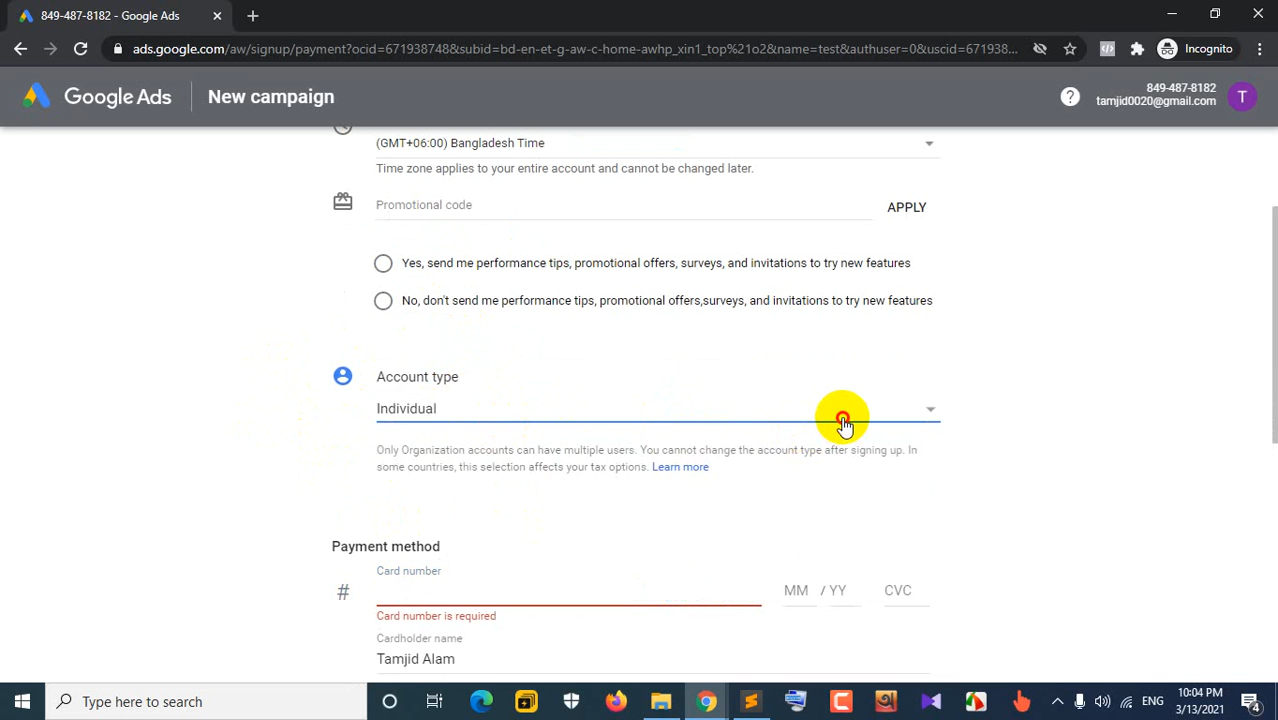 849-487-8182 - Google Ads
ads.google.com/aw/signup/payment?ocid=671938748&subid=bd-en-et-g-aw-c-home-awhp_xin1_top%21o2&name=test&authuser=0&uscid=671938...
Incognito
Google Ads
New campaign
849-487-8182
tamjid0020@gmail.com
T
(GMT+06:00) Bangladesh Time
Time zone applies to your entire account and cannot be changed later.
Promotional code
APPLY
Yes, send me performance tips, promotional offers, surveys, and invitations to try new features
No, don't send me performance tips, promotional offers,surveys, and invitations to try new features
Account type
Individual
Only Organization accounts can have multiple users. You cannot change the account type after signing up. In
some countries, this selection affects your tax options. Learn more
Payment method
Card number
# MM / YY CVC
Card number is required
Cardholder name
Tamjid Alam
Type here to search
ENG
10:04 PM
3/13/2021
4